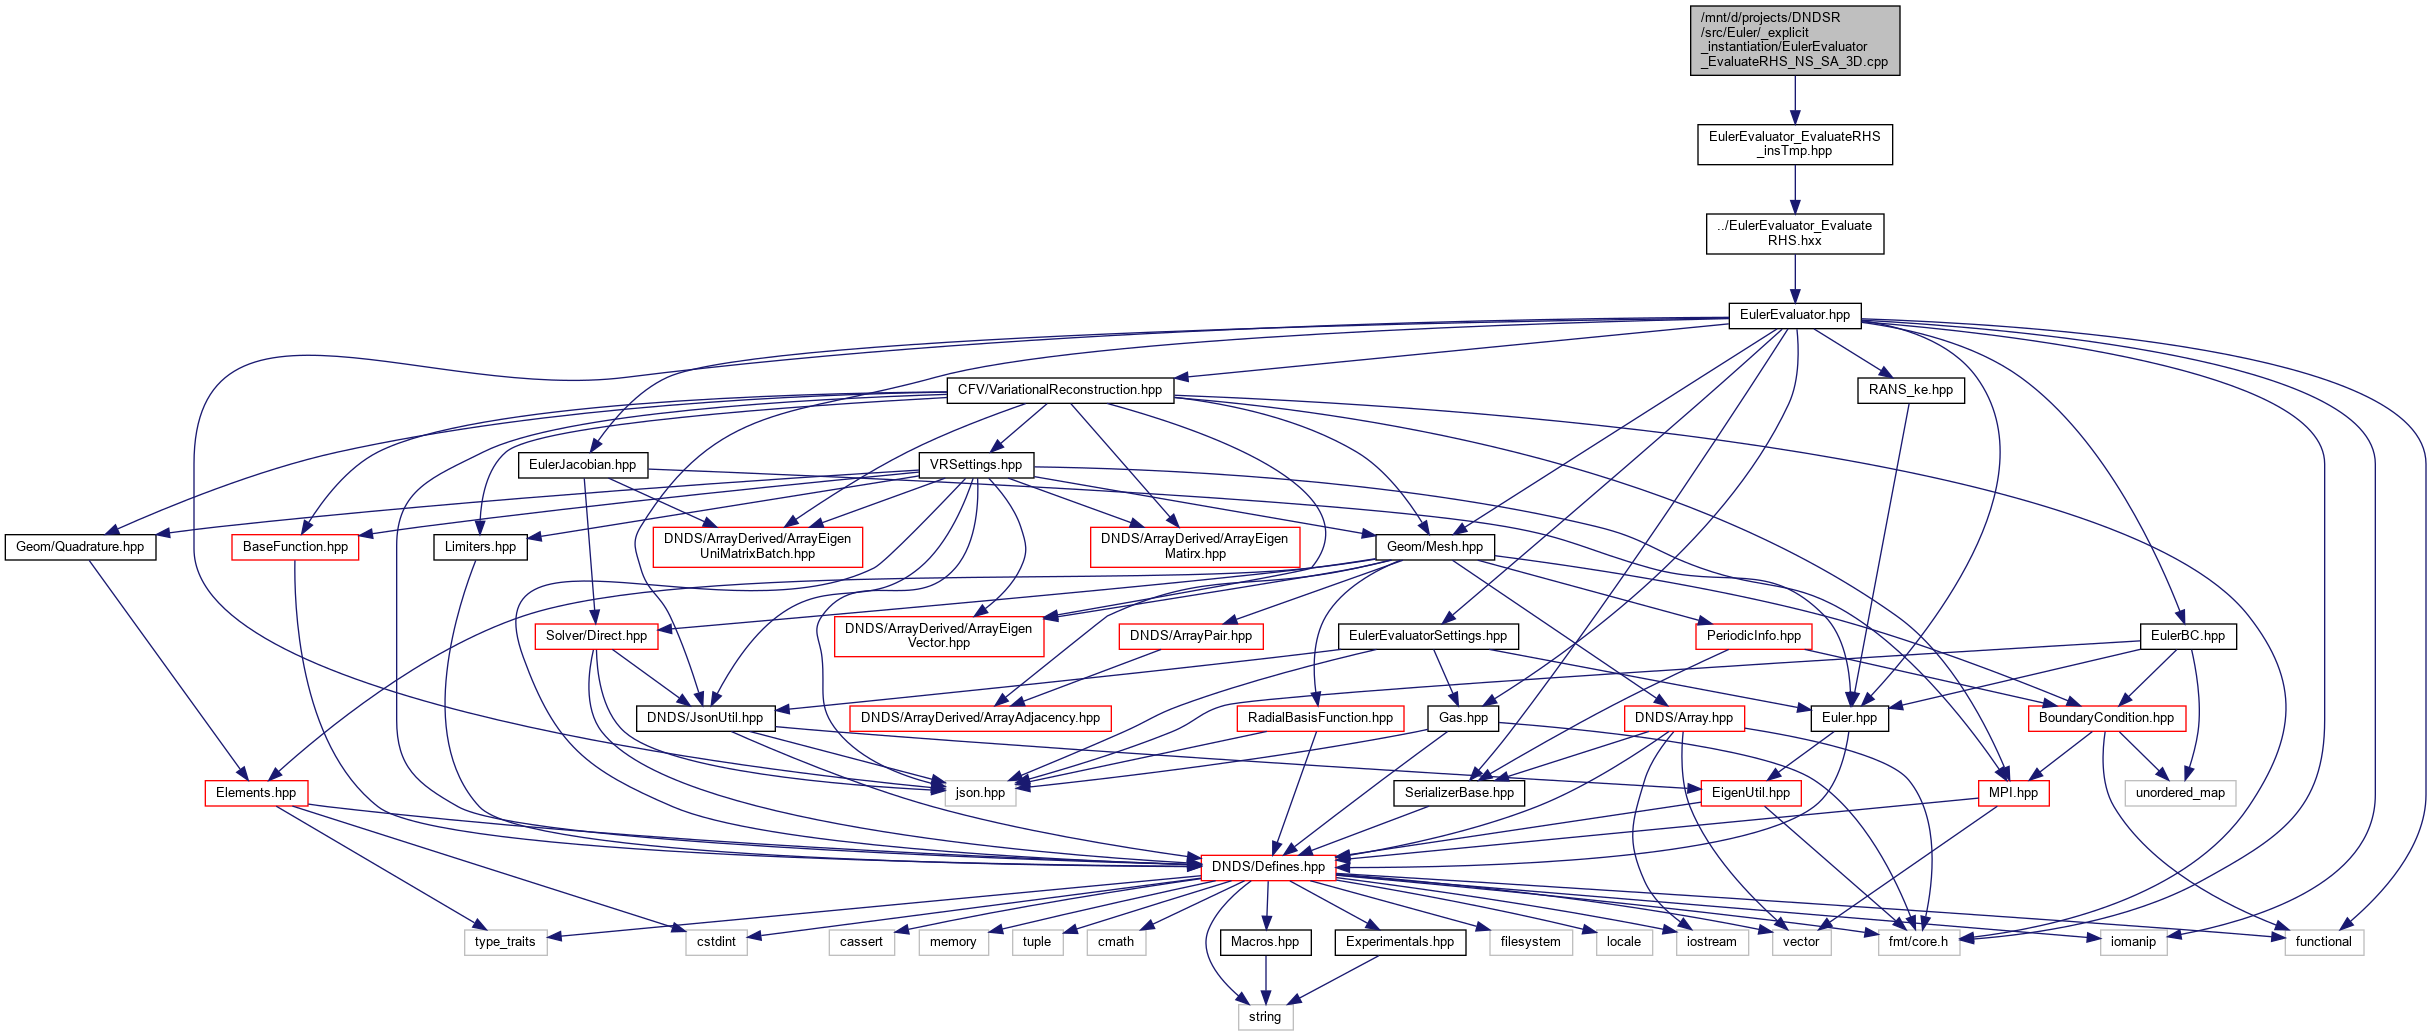 /mnt/d/projects/DNDSR
/src/Euler/_explicit
_instantiation/EulerEvaluator
_EvaluateRHS_NS_SA_3D.cpp
EulerEvaluator_EvaluateRHS
_insTmp.hpp
../EulerEvaluator_Evaluate
RHS.hxx
EulerEvaluator.hpp
CFV/VariationalReconstruction.hpp
RANS_ke.hpp
EulerJacobian.hpp
VRSettings.hpp
Geom/Quadrature.hpp
BaseFunction.hpp
Limiters.hpp
DNDS/ArrayDerived/ArrayEigen
UniMatrixBatch.hpp
DNDS/ArrayDerived/ArrayEigen
Matirx.hpp
Geom/Mesh.hpp
Solver/Direct.hpp
DNDS/ArrayDerived/ArrayEigen
Vector.hpp
DNDS/ArrayPair.hpp
EulerEvaluatorSettings.hpp
PeriodicInfo.hpp
EulerBC.hpp
DNDS/JsonUtil.hpp
DNDS/ArrayDerived/ArrayAdjacency.hpp
RadialBasisFunction.hpp
Gas.hpp
DNDS/Array.hpp
Euler.hpp
BoundaryCondition.hpp
Elements.hpp
json.hpp
SerializerBase.hpp
EigenUtil.hpp
MPI.hpp
unordered_map
DNDS/Defines.hpp
type_traits
cstdint
cassert
memory
tuple
cmath
Macros.hpp
Experimentals.hpp
filesystem
locale
iostream
vector
fmt/core.h
iomanip
functional
string